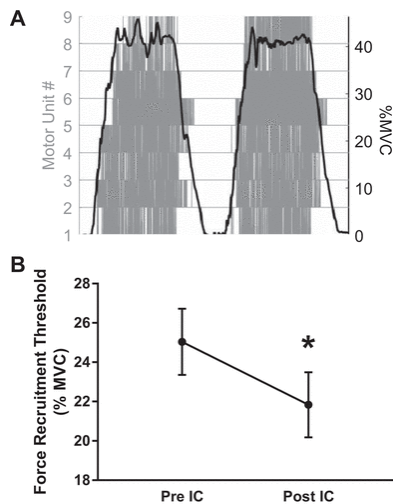 A
9
8
7
6
5
4
3
2
1
Motor Unit #
40
30
20
10
0
%MVC
B
Force Recruitment Threshold
(% MVC)
28
26
24
22
20
18
*
Pre IC
Post IC